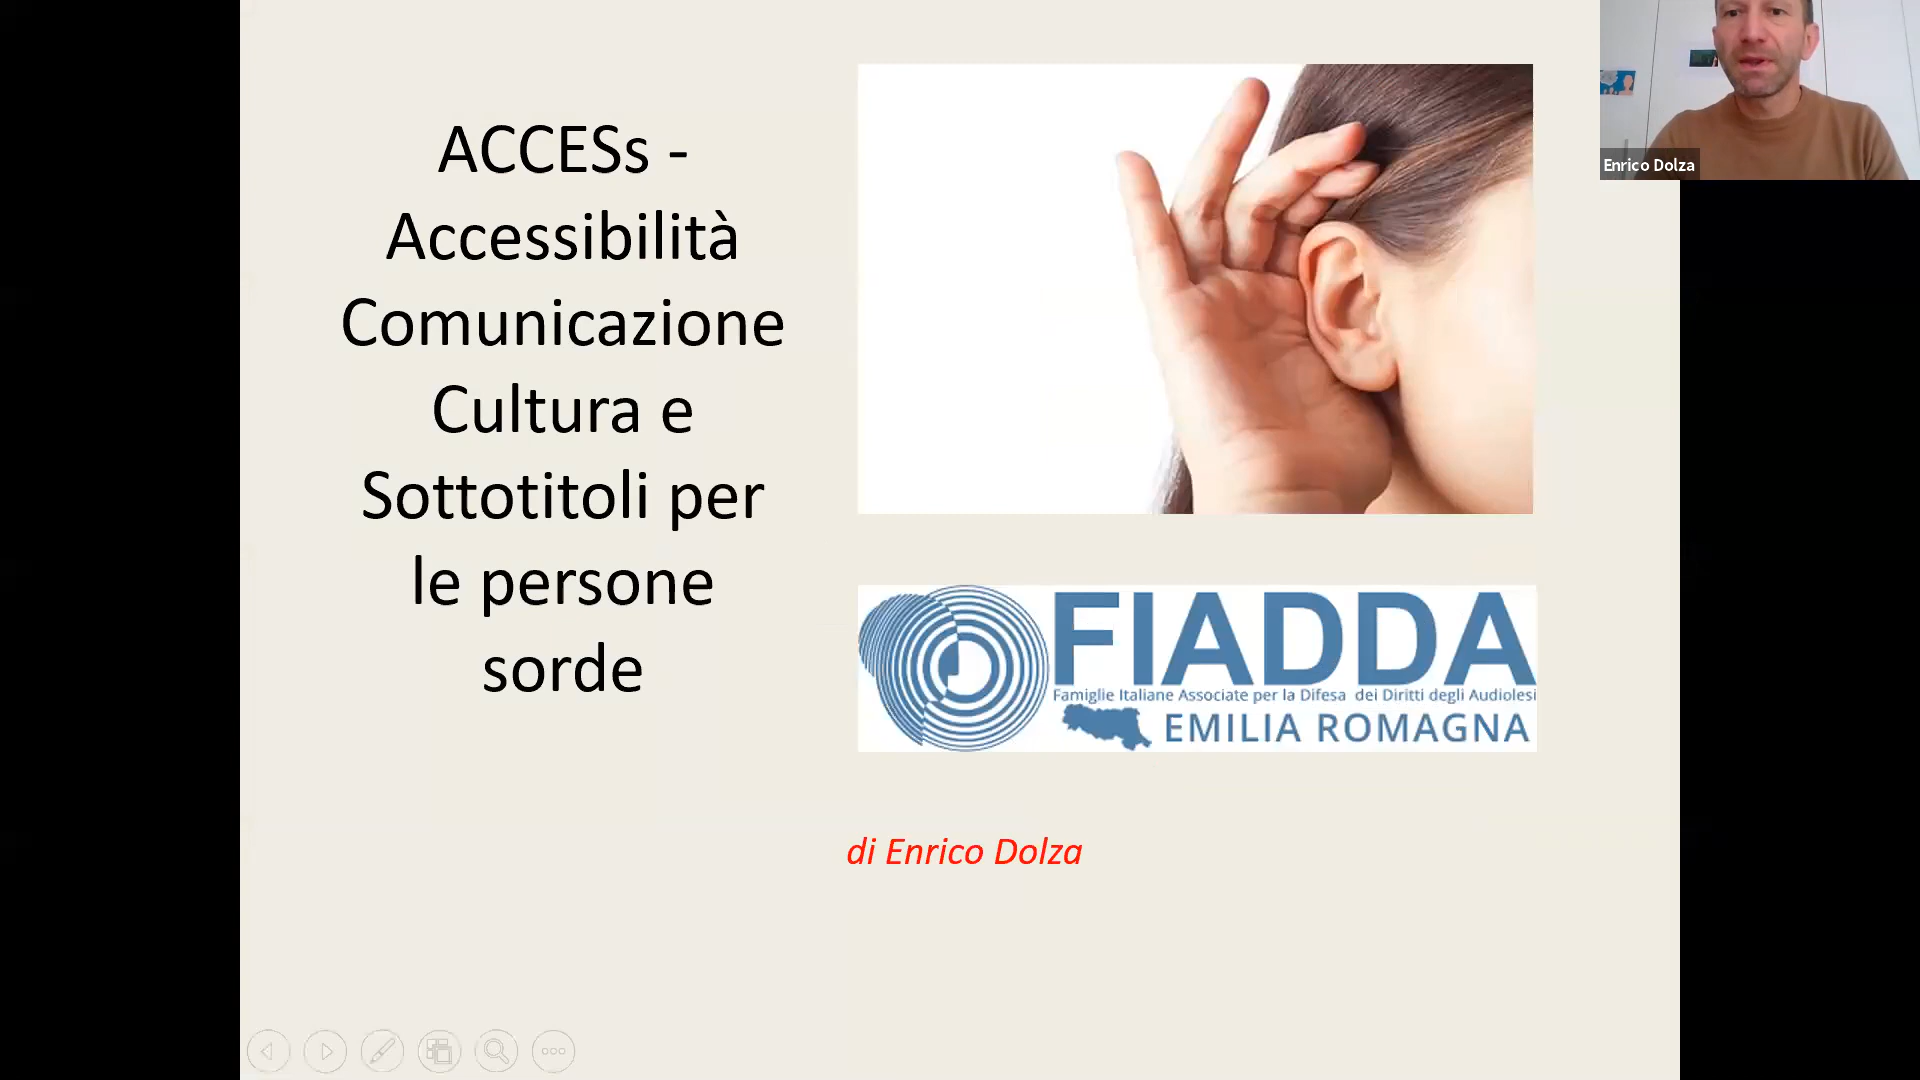 ACCESs -
Accessibilità
Comunicazione
Cultura e
Sottotitoli per
le persone
sorde
FIADDA
Famiglie Italiane Associate per la Difesa dei Diritti degli Audiolesi
EMILIA ROMAGNA
di Enrico Dolza
Enrico Dolza